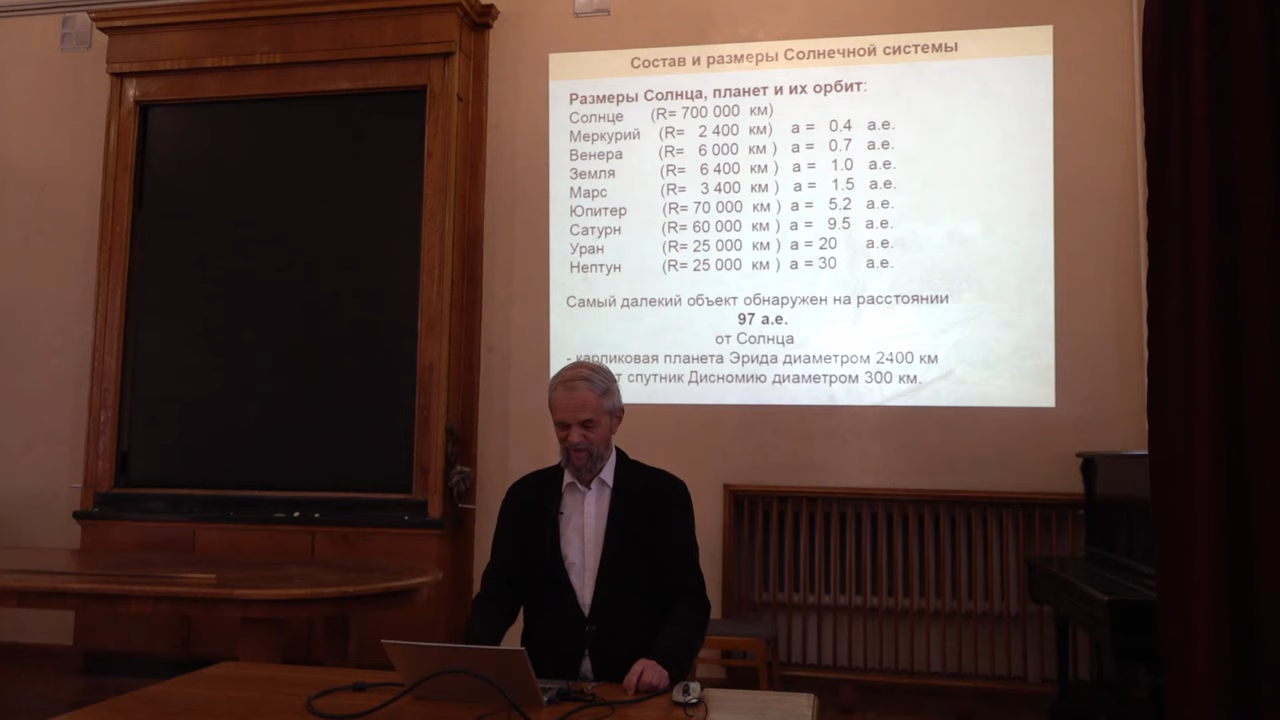 Состав и размеры Солнечной системы
Размеры Солнца, планет и их орбит:
Солнце (R= 700 000 км)
Меркурий (R= 2 400 км) a = 0.4 а.е.
Венера (R= 6 000 км ) a = 0.7 а.е.
Земля (R= 6 400 км ) a = 1.0 а.е.
Марс (R= 3 400 км ) a = 1.5 а.е.
Юпитер (R= 70 000 км ) a = 5.2 а.е.
Сатурн (R= 60 000 км ) a = 9.5 а.е.
Уран (R= 25 000 км ) a = 20 а.е.
Нептун (R= 25 000 км ) a = 30 а.е.
Самый далекий объект обнаружен на расстоянии
97 а.е.
от Солнца
- карликовая планета Эрида диаметром 2400 км
спутник Дисномию диаметром 300 км.